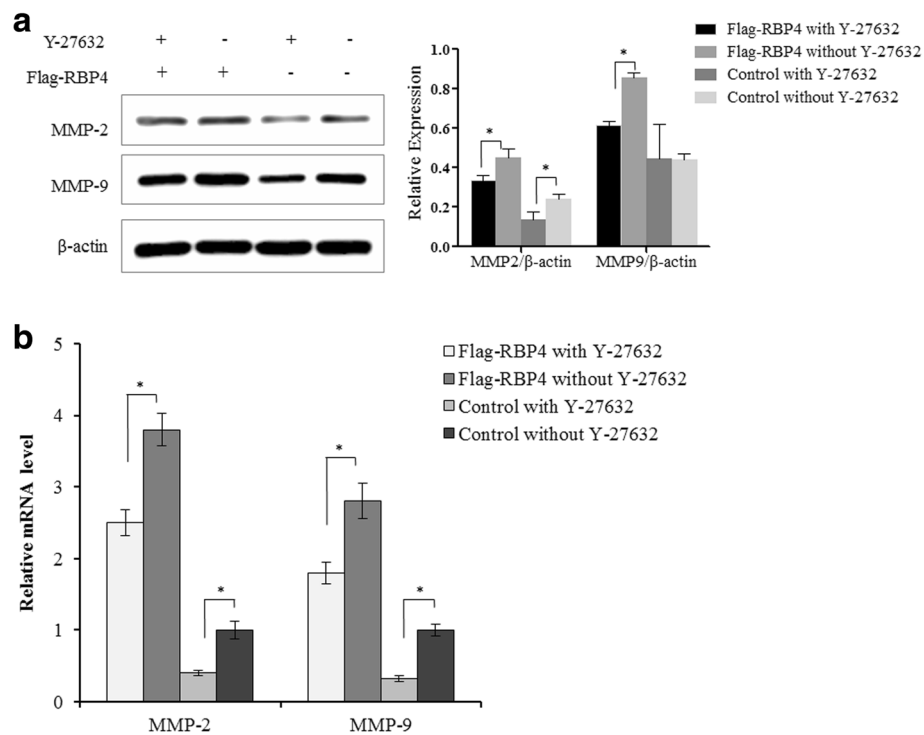 a
Y-27632 + - + -
Flag-RBP4 + + - -
MMP-2
MMP-9
β-actin
Relative Expression
1.0
0.8
0.6
0.4
0.2
0.0
*
*
*
MMP2/β-actin MMP9/β-actin
Flag-RBP4 with Y-27632
Flag-RBP4 without Y-27632
Control with Y-27632
Control without Y-27632
b
Relative mRNA level
5
4
3
2
1
0
*
*
*
*
MMP-2 MMP-9
Flag-RBP4 with Y-27632
Flag-RBP4 without Y-27632
Control with Y-27632
Control without Y-27632